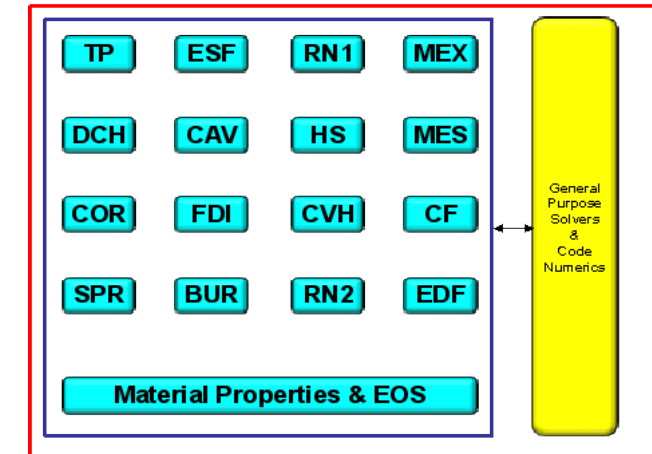 TP ESF RN1 MEX
DCH CAV HS MES
COR FDI CVH CF
SPR BUR RN2 EDF
Material Properties & EOS
General
Purpose
Solvers
&
Code
Numerics